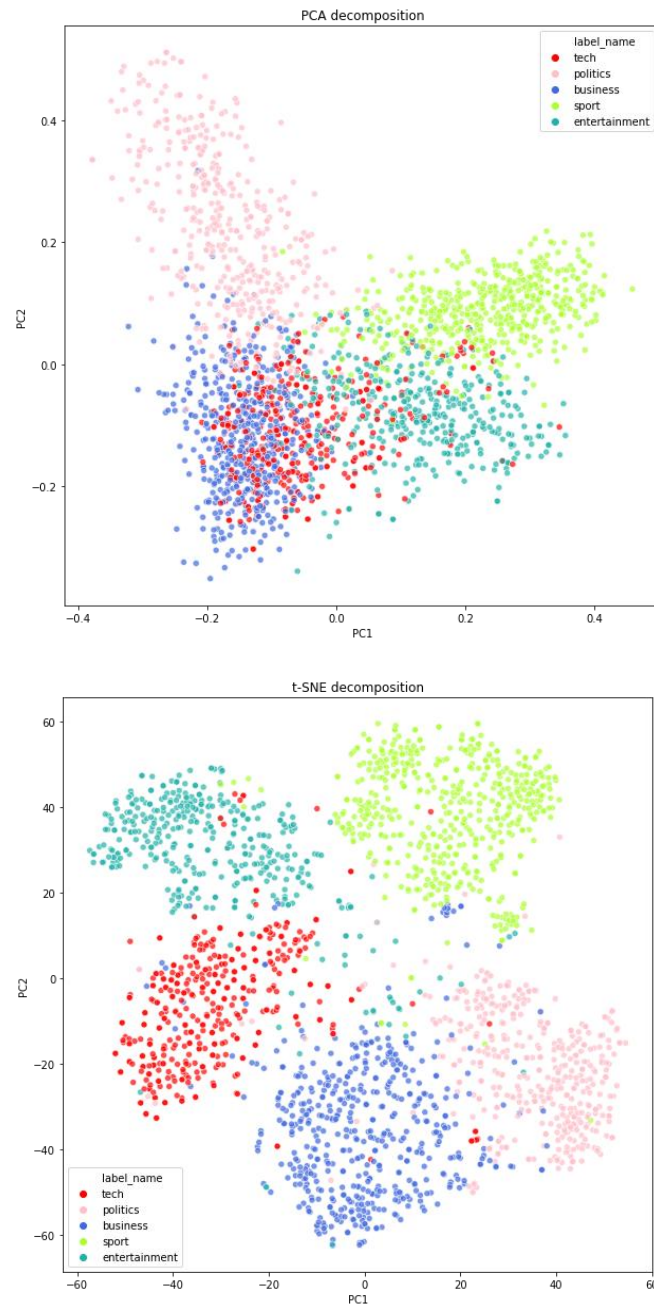 PCA decomposition
label_name
tech
politics
business
sport
entertainment
0.4
0.2
0.0
−0.2
PC2
−0.4
−0.2
0.0
0.2
0.4
PC1
t-SNE decomposition
60
40
20
0
−20
−40
−60
PC2
label_name
tech
politics
business
sport
entertainment
−60
−40
−20
0
20
40
60
PC1